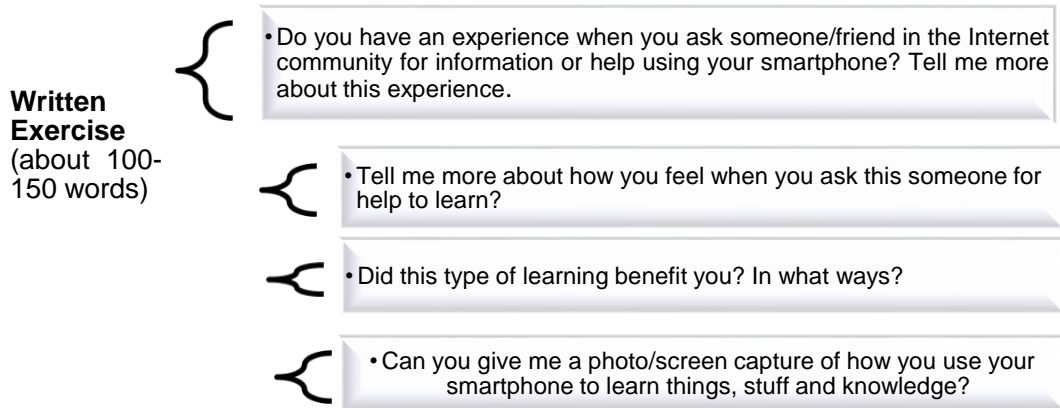 Written
Exercise
(about 100-
150 words)
• Do you have an experience when you ask someone/friend in the Internet
community for information or help using your smartphone? Tell me more
about this experience.
• Tell me more about how you feel when you ask this someone for
help to learn?
• Did this type of learning benefit you? In what ways?
• Can you give me a photo/screen capture of how you use your
smartphone to learn things, stuff and knowledge?